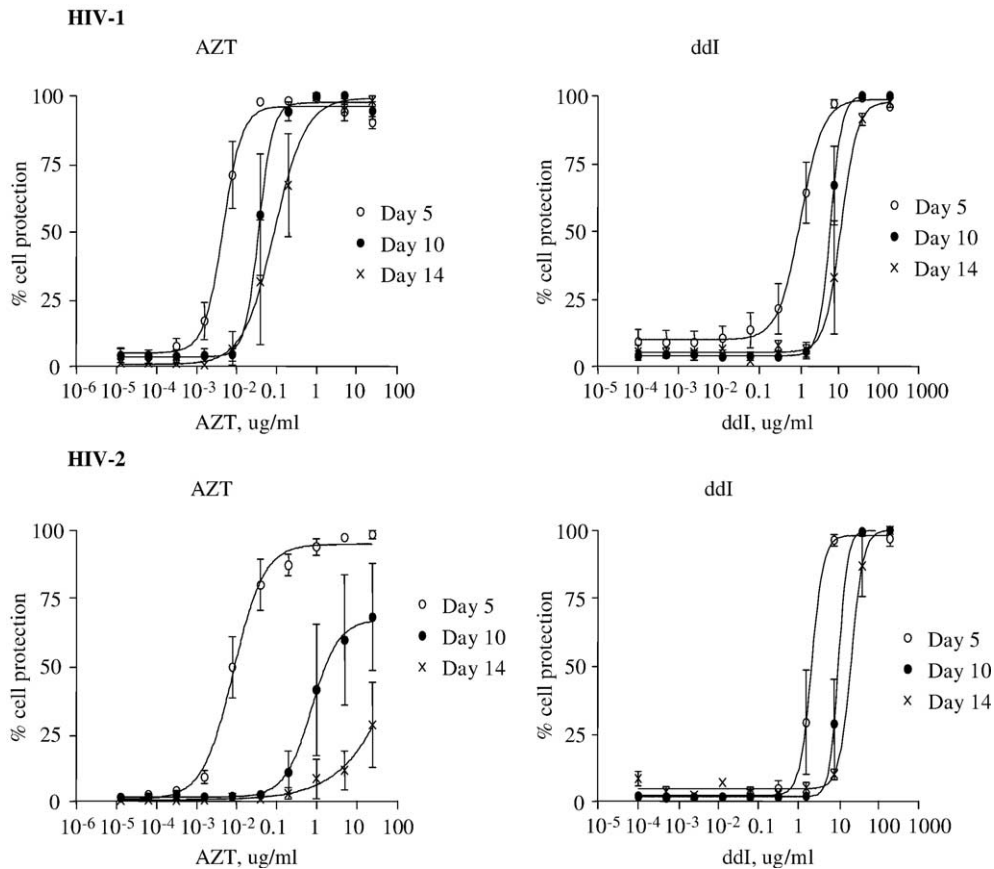 HIV-1
AZT
% cell protection
100
75
50
25
0
Day 5
Day 10
Day 14
10-6 10-5 10-4 10-3 10-2 0.1 1 10 100
AZT, ug/ml
ddI
% cell protection
100
75
50
25
0
Day 5
Day 10
Day 14
10-5 10-4 10-3 10-2 0.1 1 10 100 1000
ddI, ug/ml
HIV-2
AZT
% cell protection
100
75
50
25
0
Day 5
Day 10
Day 14
10-6 10-5 10-4 10-3 10-2 0.1 1 10 100
AZT, ug/ml
ddI
% cell protection
100
75
50
25
0
Day 5
Day 10
Day 14
10-5 10-4 10-3 10-2 0.1 1 10 100 1000
ddI, ug/ml